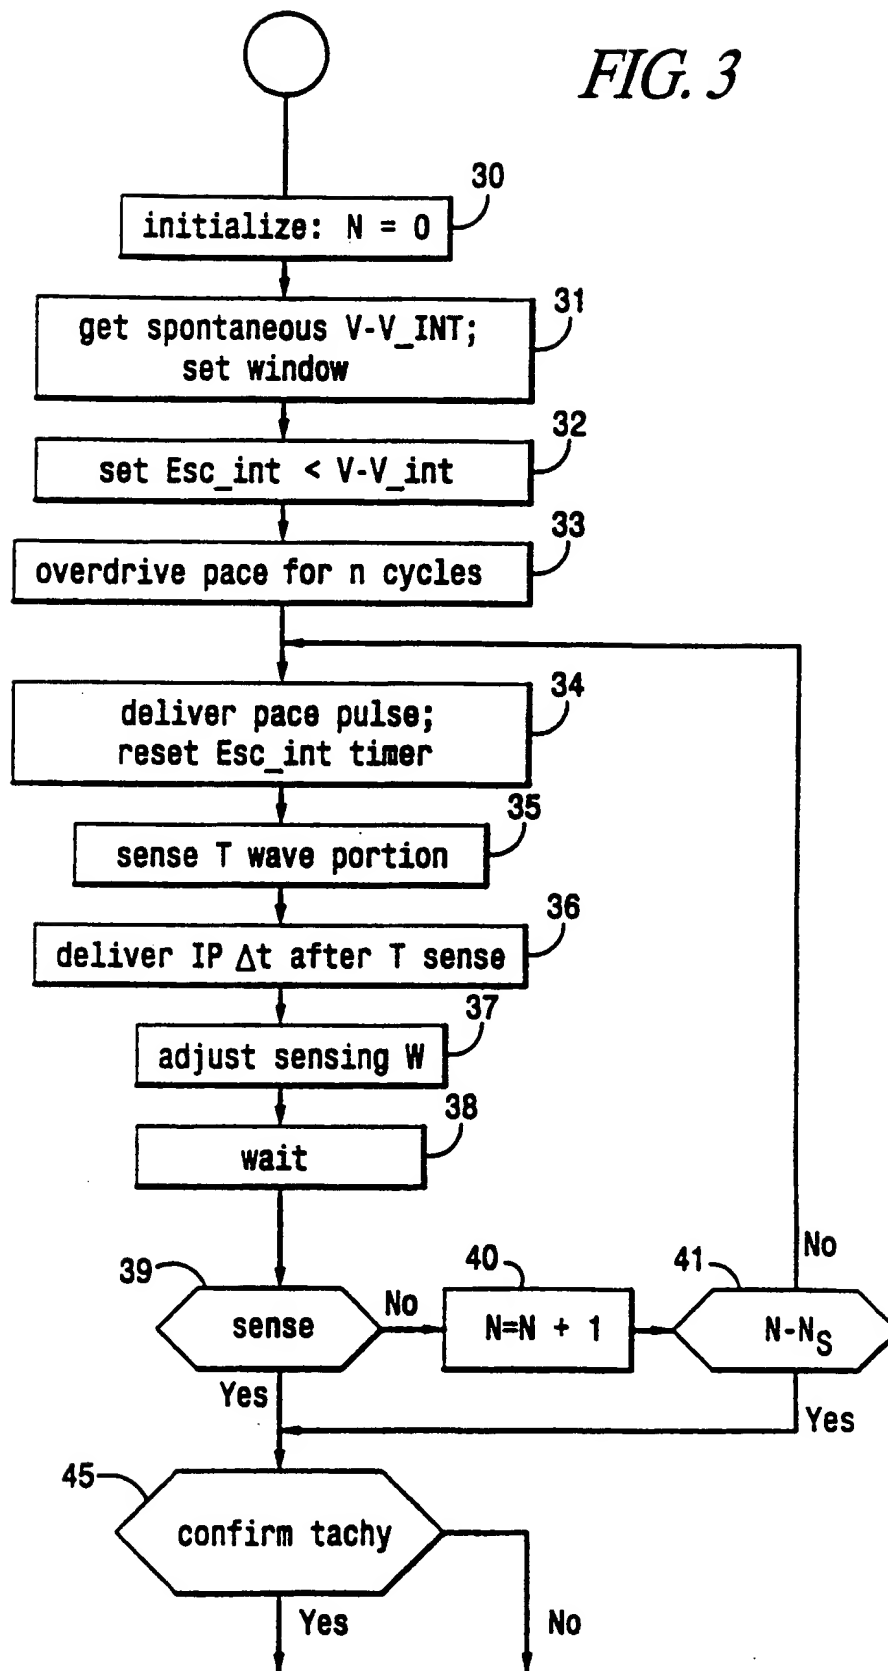 FIG. 3
30
initialize: N = 0
31
get spontaneous V-V_INT;
set window
32
set Esc_int < V-V_int
33
overdrive pace for n cycles
34
deliver pace pulse;
reset Esc_int timer
35
sense T wave portion
36
deliver IP Δt after T sense
37
adjust sensing W
38
wait
39
sense
No
40
N=N + 1
41
N-NS
No
Yes
Yes
45
confirm tachy
Yes
No